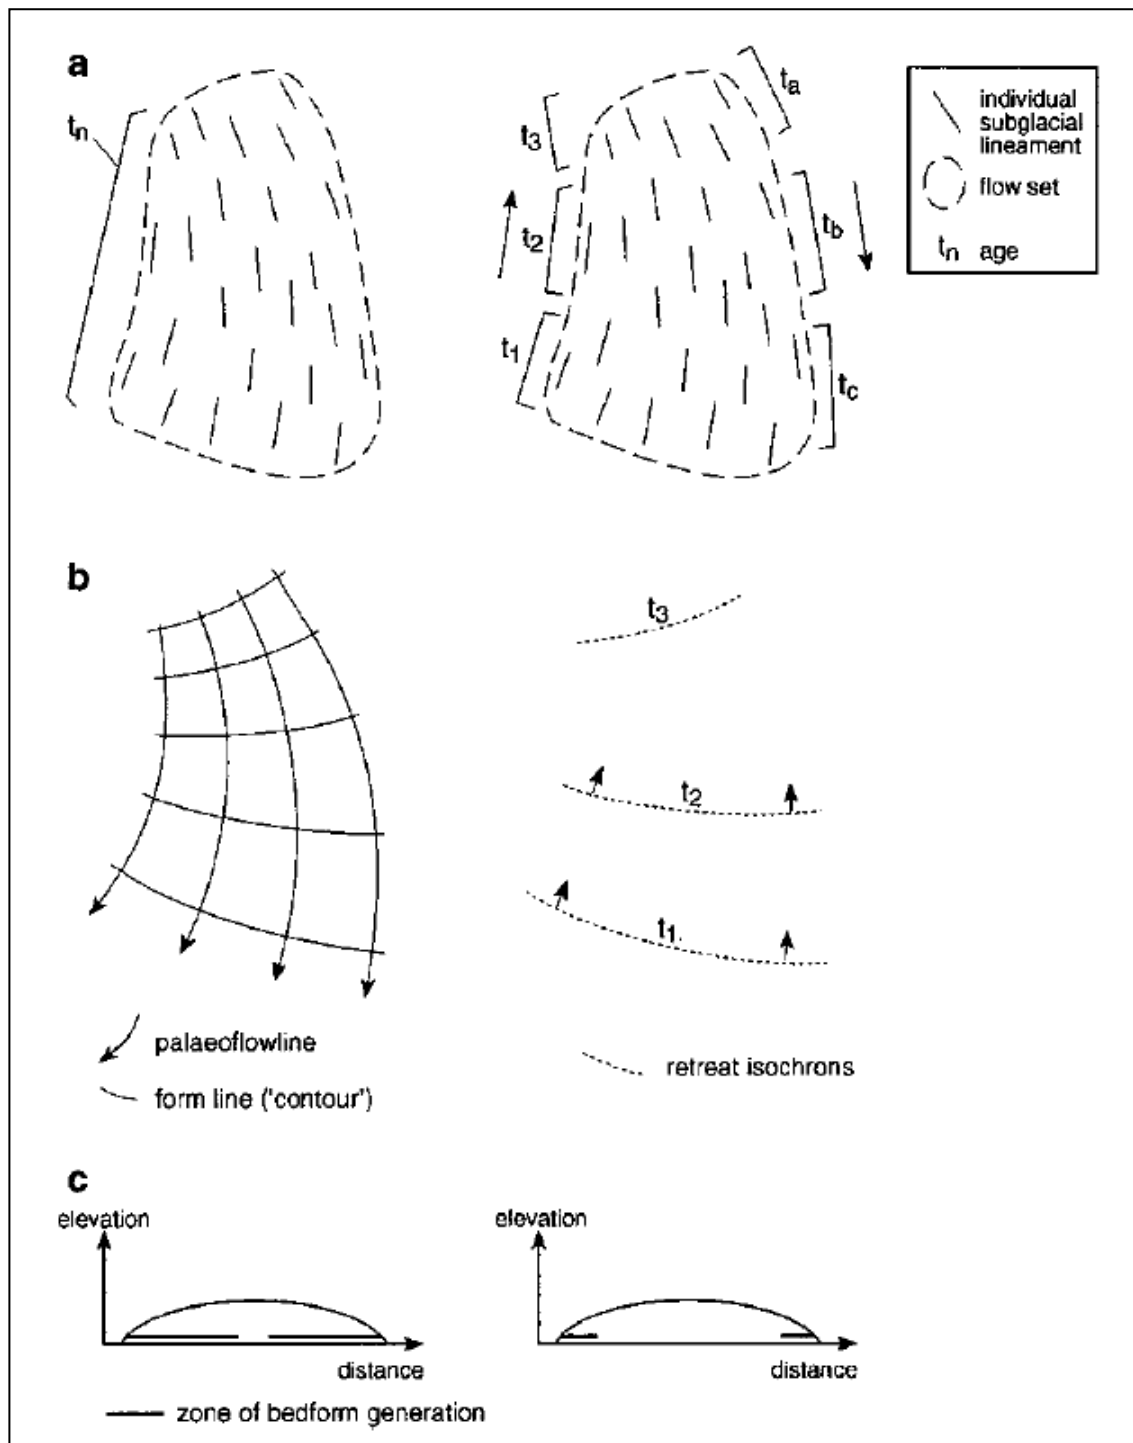 a
tn
t3
t2
t1
ta
tb
tc
individual
subglacial
lineament
flow set
tn age
b
palaeoflowline
form line ('contour')
t3
t2
t1.
retreat isochrons
c
elevation
distance
elevation
distance
zone of bedform generation